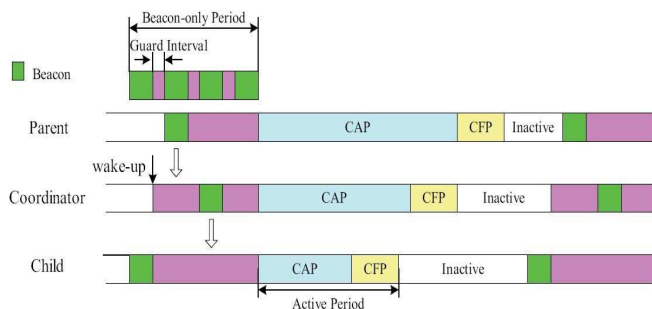 Beacon-only Period
Guard Interval
Beacon
Parent
CAP
CFP
Inactive
wake-up
Coordinator
CAP
CFP
Inactive
Child
CAP
CFP
Inactive
Active Period